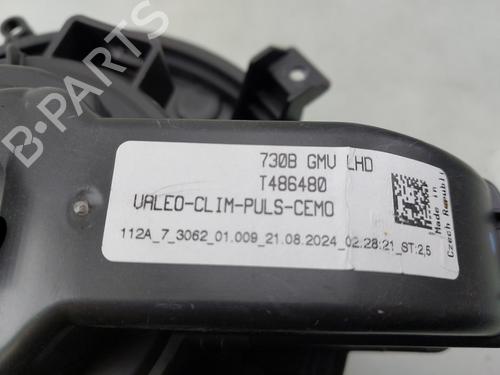 730B GMV LHD
T486480
VALEO-CLIM-PULS-CEMO
112A_7_3062_01.009_21.08.2024_02:28:21_ST:2,5
Made in
Czech Republic
B-PARTS